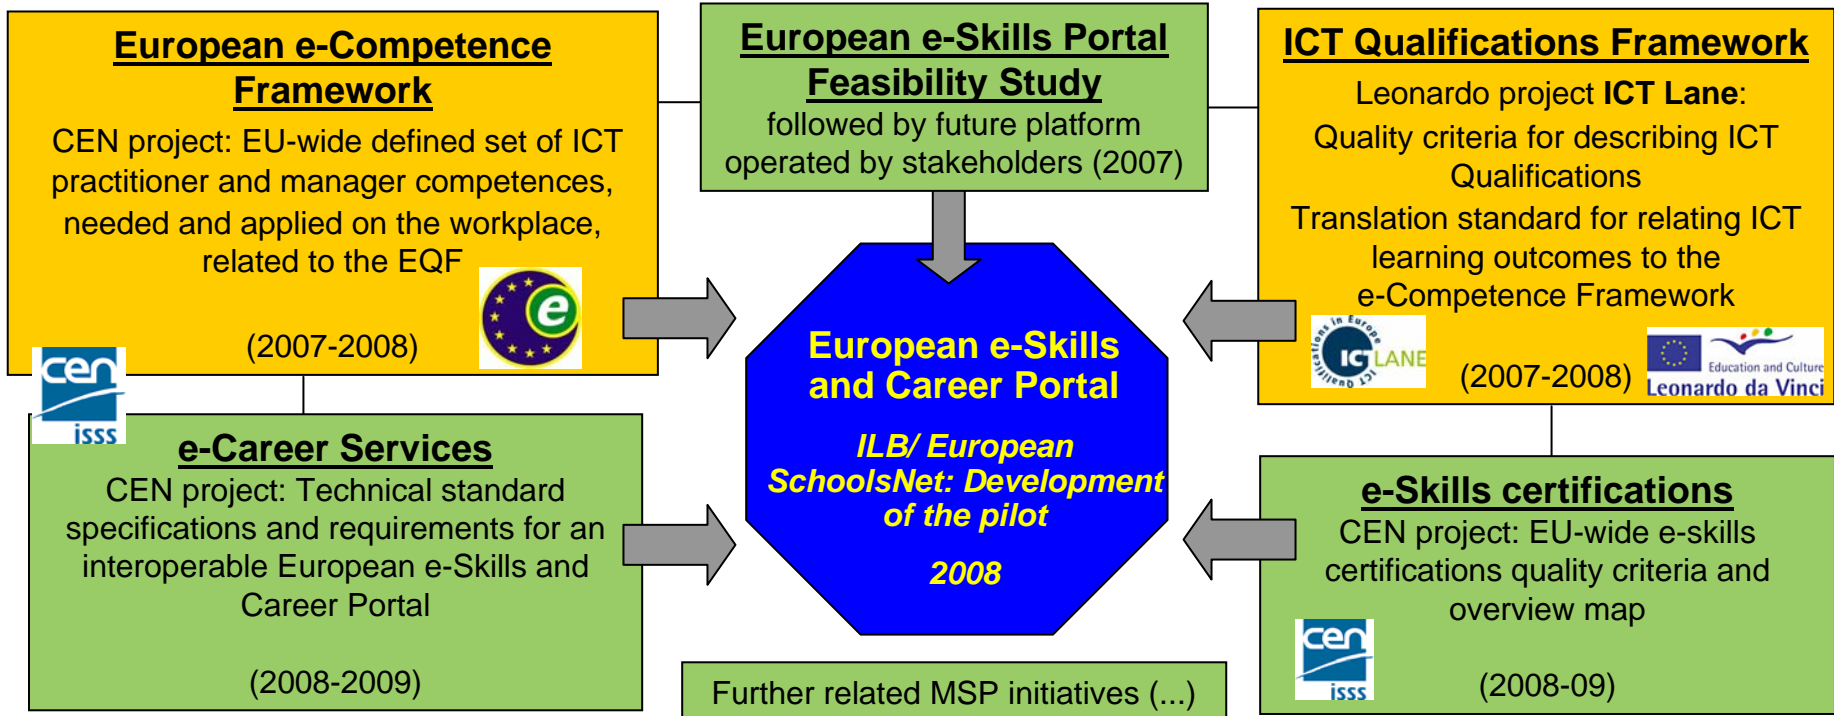 European e-Competence
Framework
CEN project: EU-wide defined set of ICT
practitioner and manager competences,
needed and applied on the workplace,
related to the EQF
e
(2007-2008)
cen
isss
European e-Skills Portal
Feasibility Study
followed by future platform
operated by stakeholders (2007)
ICT Qualifications Framework
Leonardo project ICT Lane:
Quality criteria for describing ICT
Qualifications
Translation standard for relating ICT
learning outcomes to the
e-Competence Framework
ICT Qualifications in Europe
ICT LANE
(2007-2008)
Education and Culture
Leonardo da Vinci
European e-Skills
and Career Portal
ILB/ European
SchoolsNet: Development
of the pilot
2008
e-Career Services
CEN project: Technical standard
specifications and requirements for an
interoperable European e-Skills and
Career Portal
(2008-2009)
e-Skills certifications
CEN project: EU-wide e-skills
certifications quality criteria and
overview map
cen
isss
(2008-09)
Further related MSP initiatives (...)